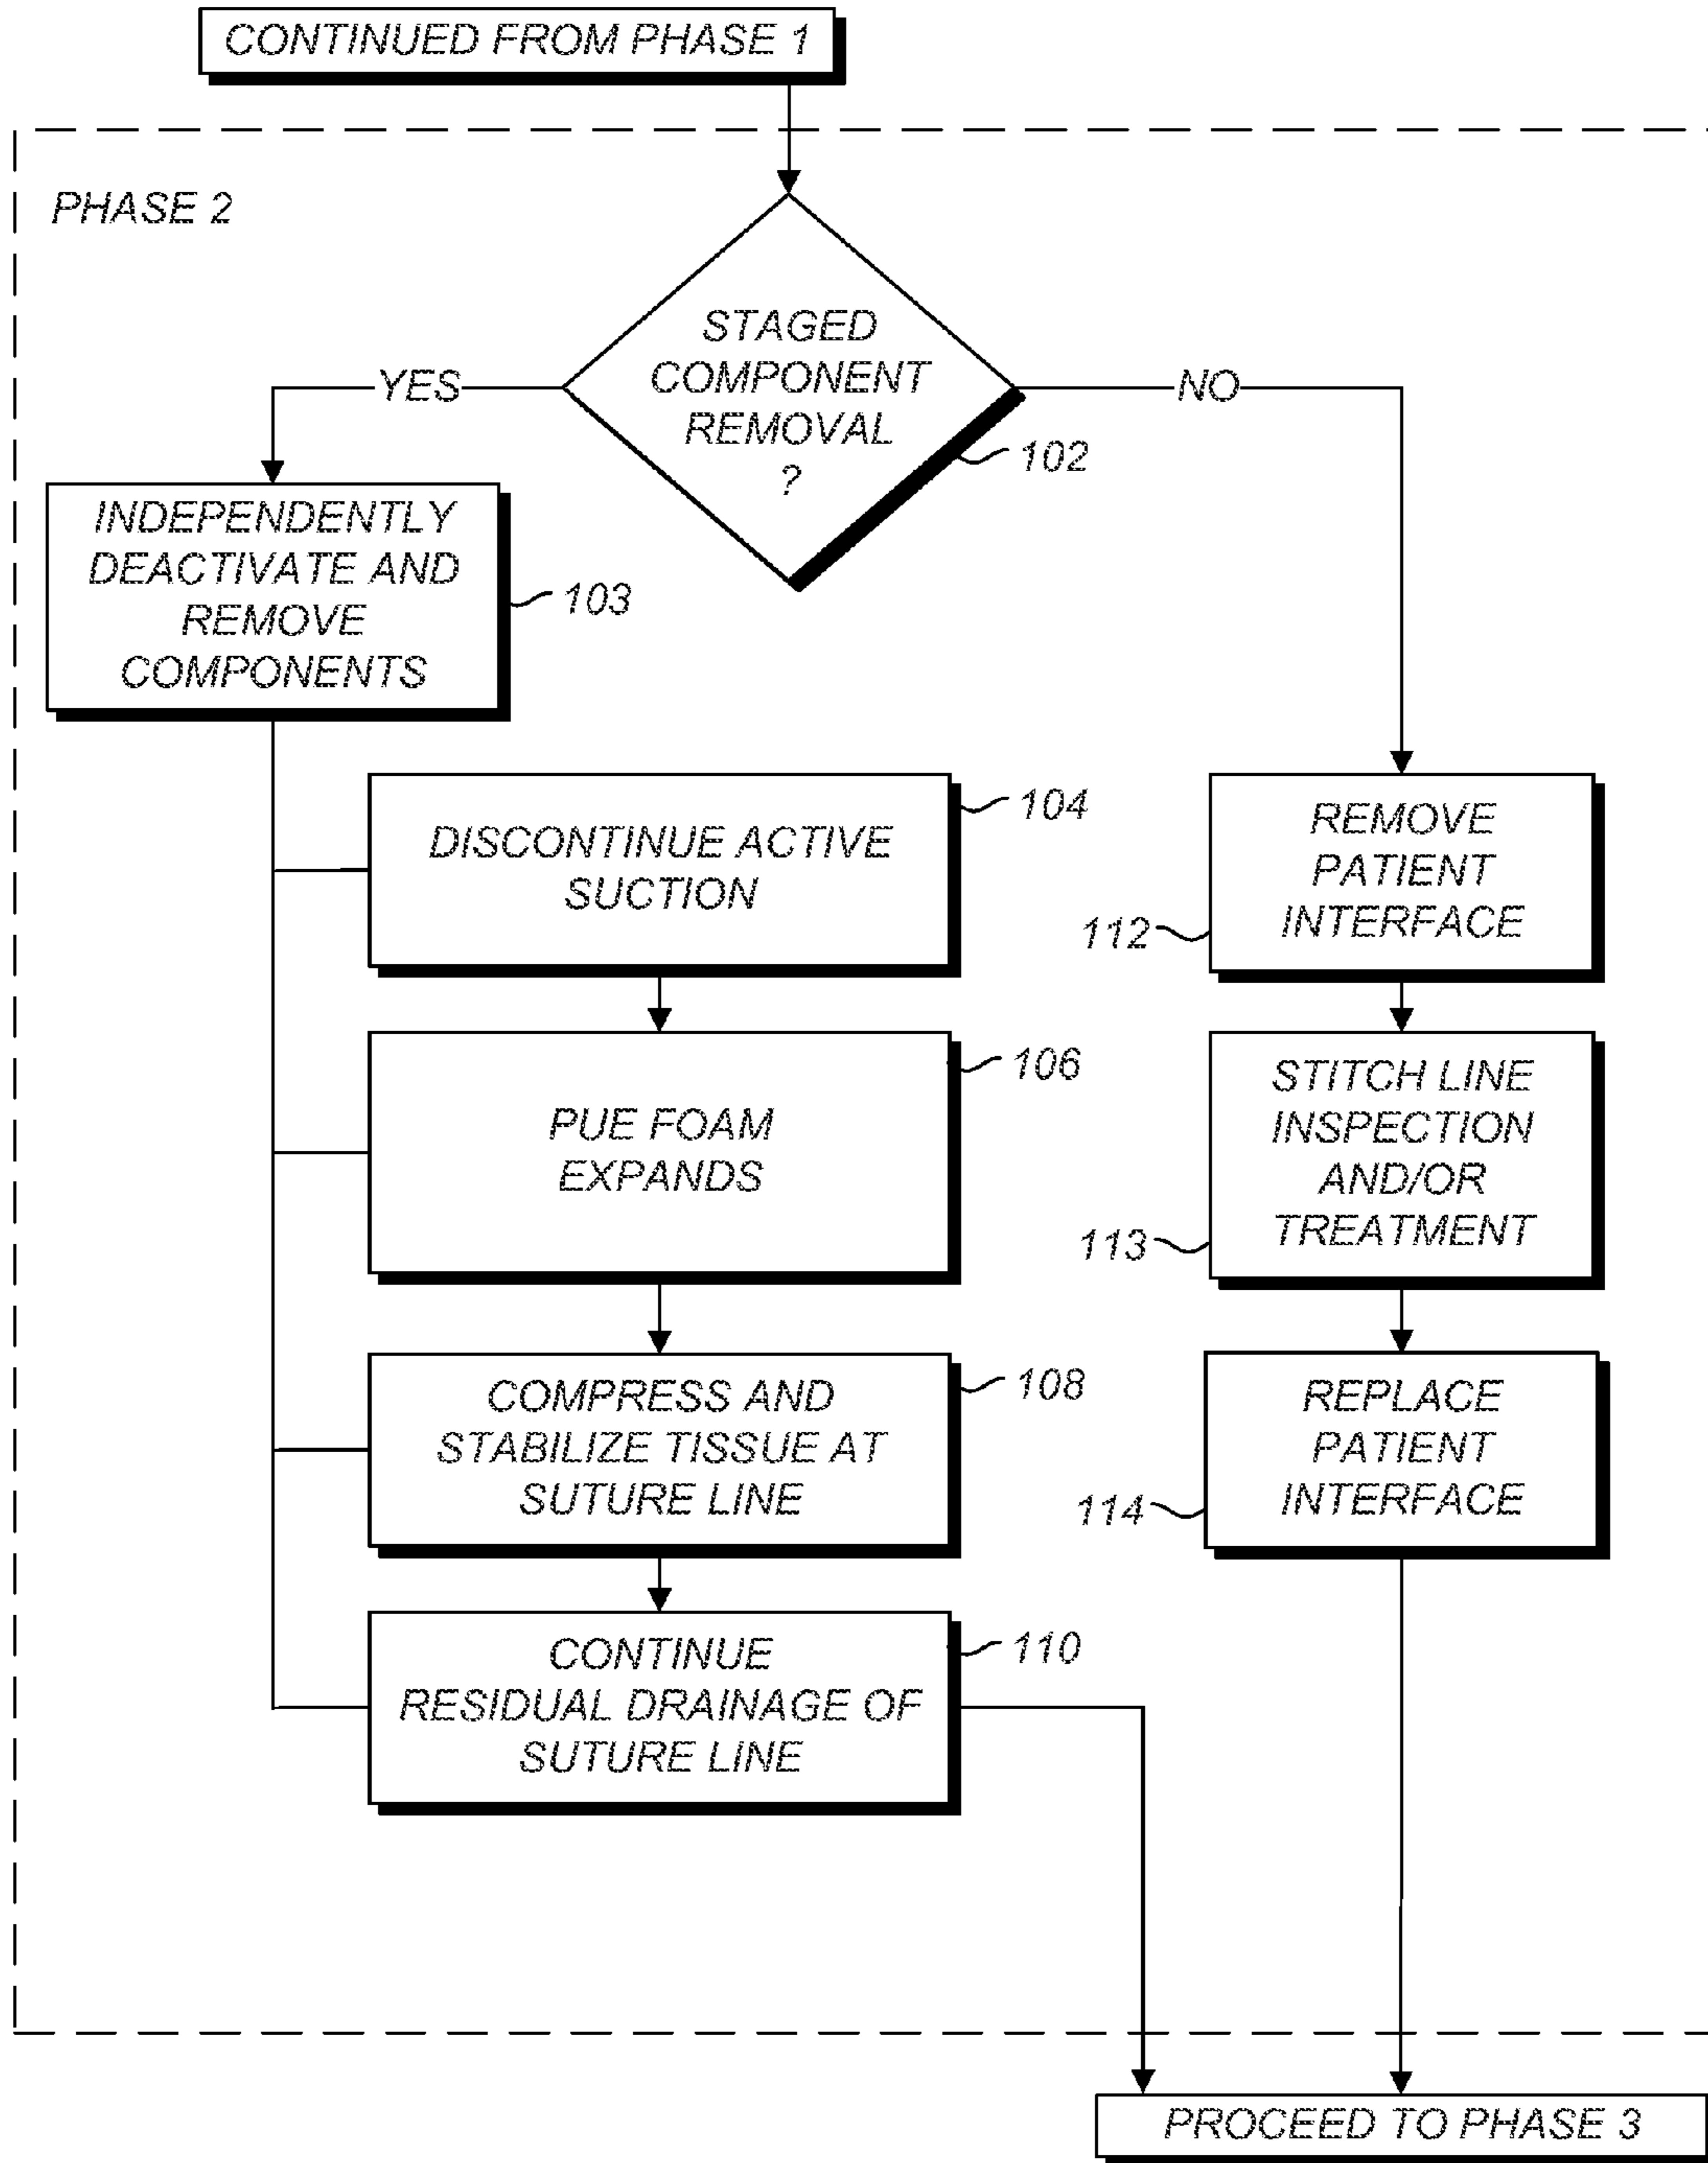 CONTINUED FROM PHASE 1
PHASE 2
STAGED
COMPONENT
REMOVAL
?
102
YES
NO
INDEPENDENTLY
DEACTIVATE AND
REMOVE
COMPONENTS
103
DISCONTINUE ACTIVE
SUCTION
104
PUE FOAM
EXPANDS
106
COMPRESS AND
STABILIZE TISSUE AT
SUTURE LINE
108
CONTINUE
RESIDUAL DRAINAGE OF
SUTURE LINE
110
REMOVE
PATIENT
INTERFACE
112
STITCH LINE
INSPECTION
AND/OR
TREATMENT
113
REPLACE
PATIENT
INTERFACE
114
PROCEED TO PHASE 3